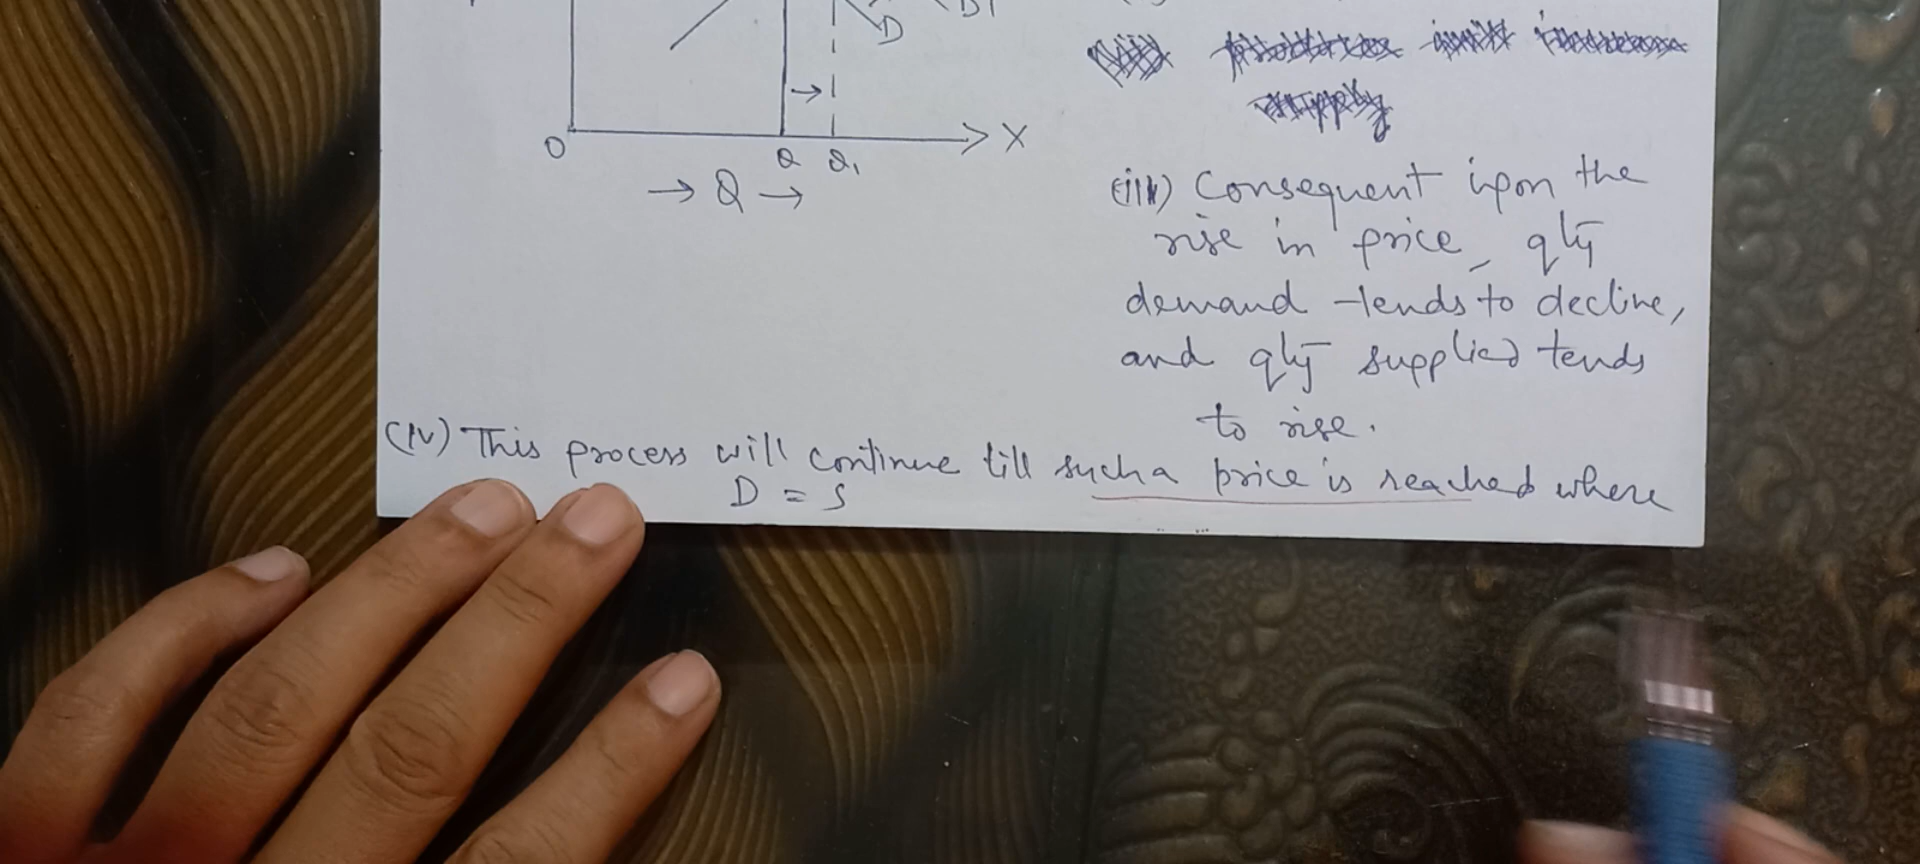 D1
D
O
Q Q1
X
→ Q →
(iii) Consequent upon the
rise in price, qty
demand tends to decline,
and qty supplied tends
to rise.
(iv) This process will continue till such a price is reached where
D = S